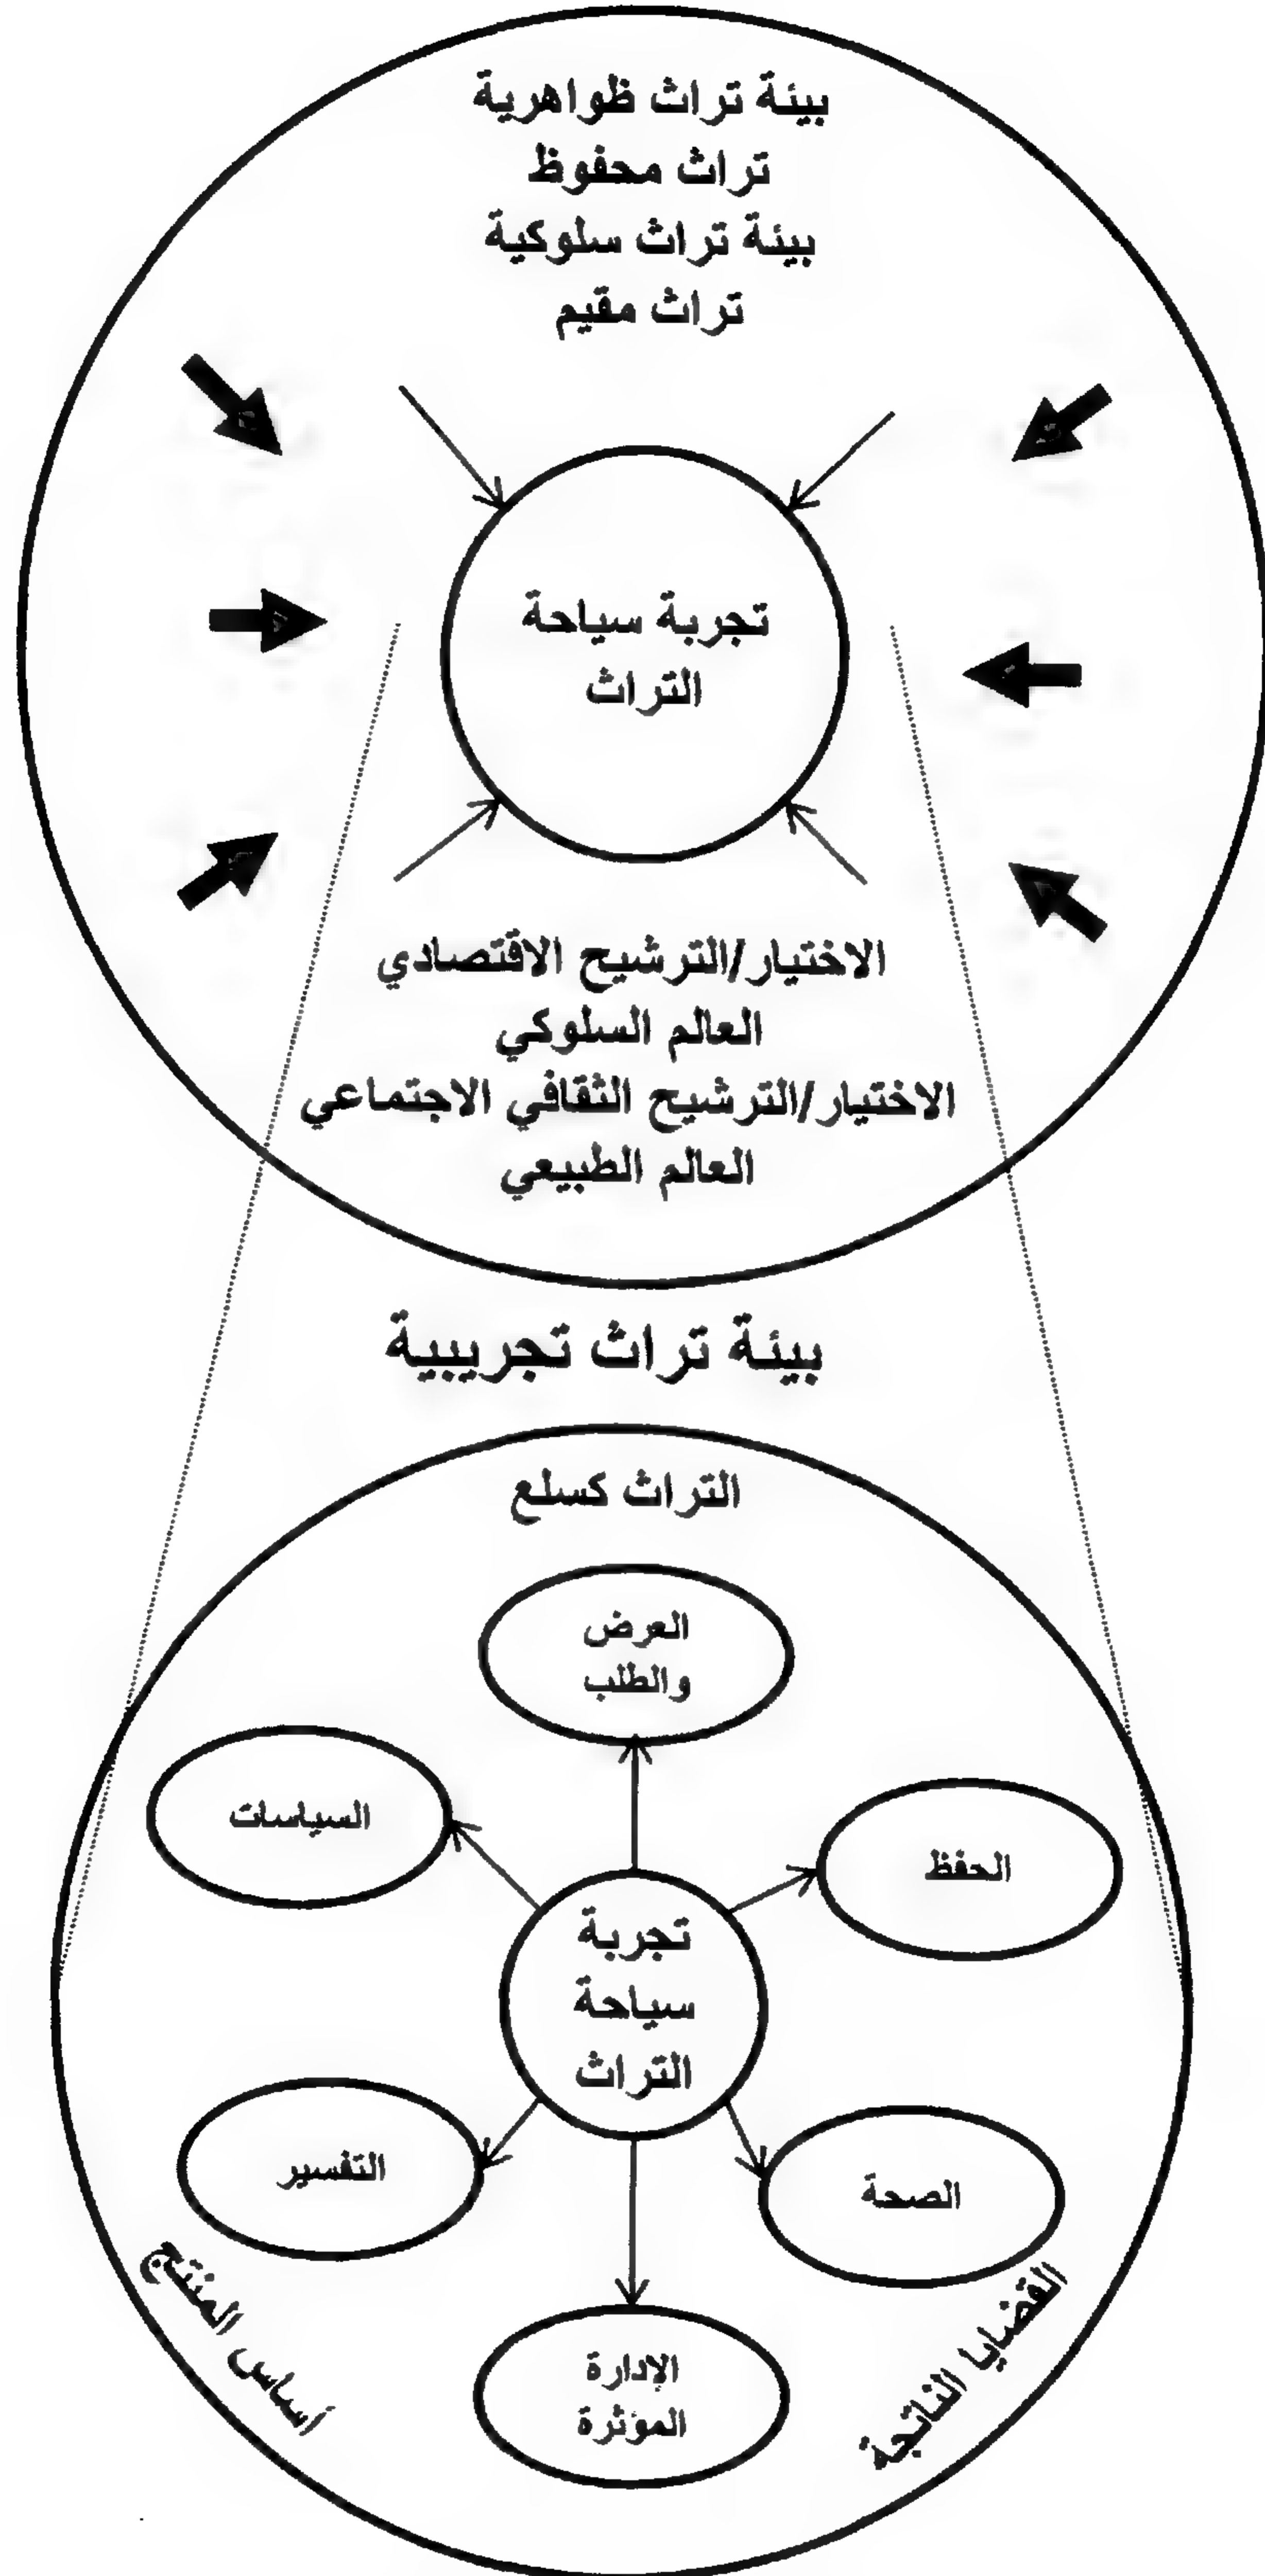 بيئة تراث ظواهرية
تراث محفوظ
بيئة تراث سلوكية
تراث مقيم
تجربة سياحة
التراث
الاختيار/الترشيح الاقتصادي
العالم السلوكي
الاختيار/الترشيح الثقافي الاجتماعي
العالم الطبيعي
بيئة تراث تجريبية
التراث كسلع
العرض
والطلب
السياسات
الحفظ
تجربة
سياحة
التراث
التفسير
الصحة
الإدارة
المؤثرة
أساس المنتج
القضايا الناتجة